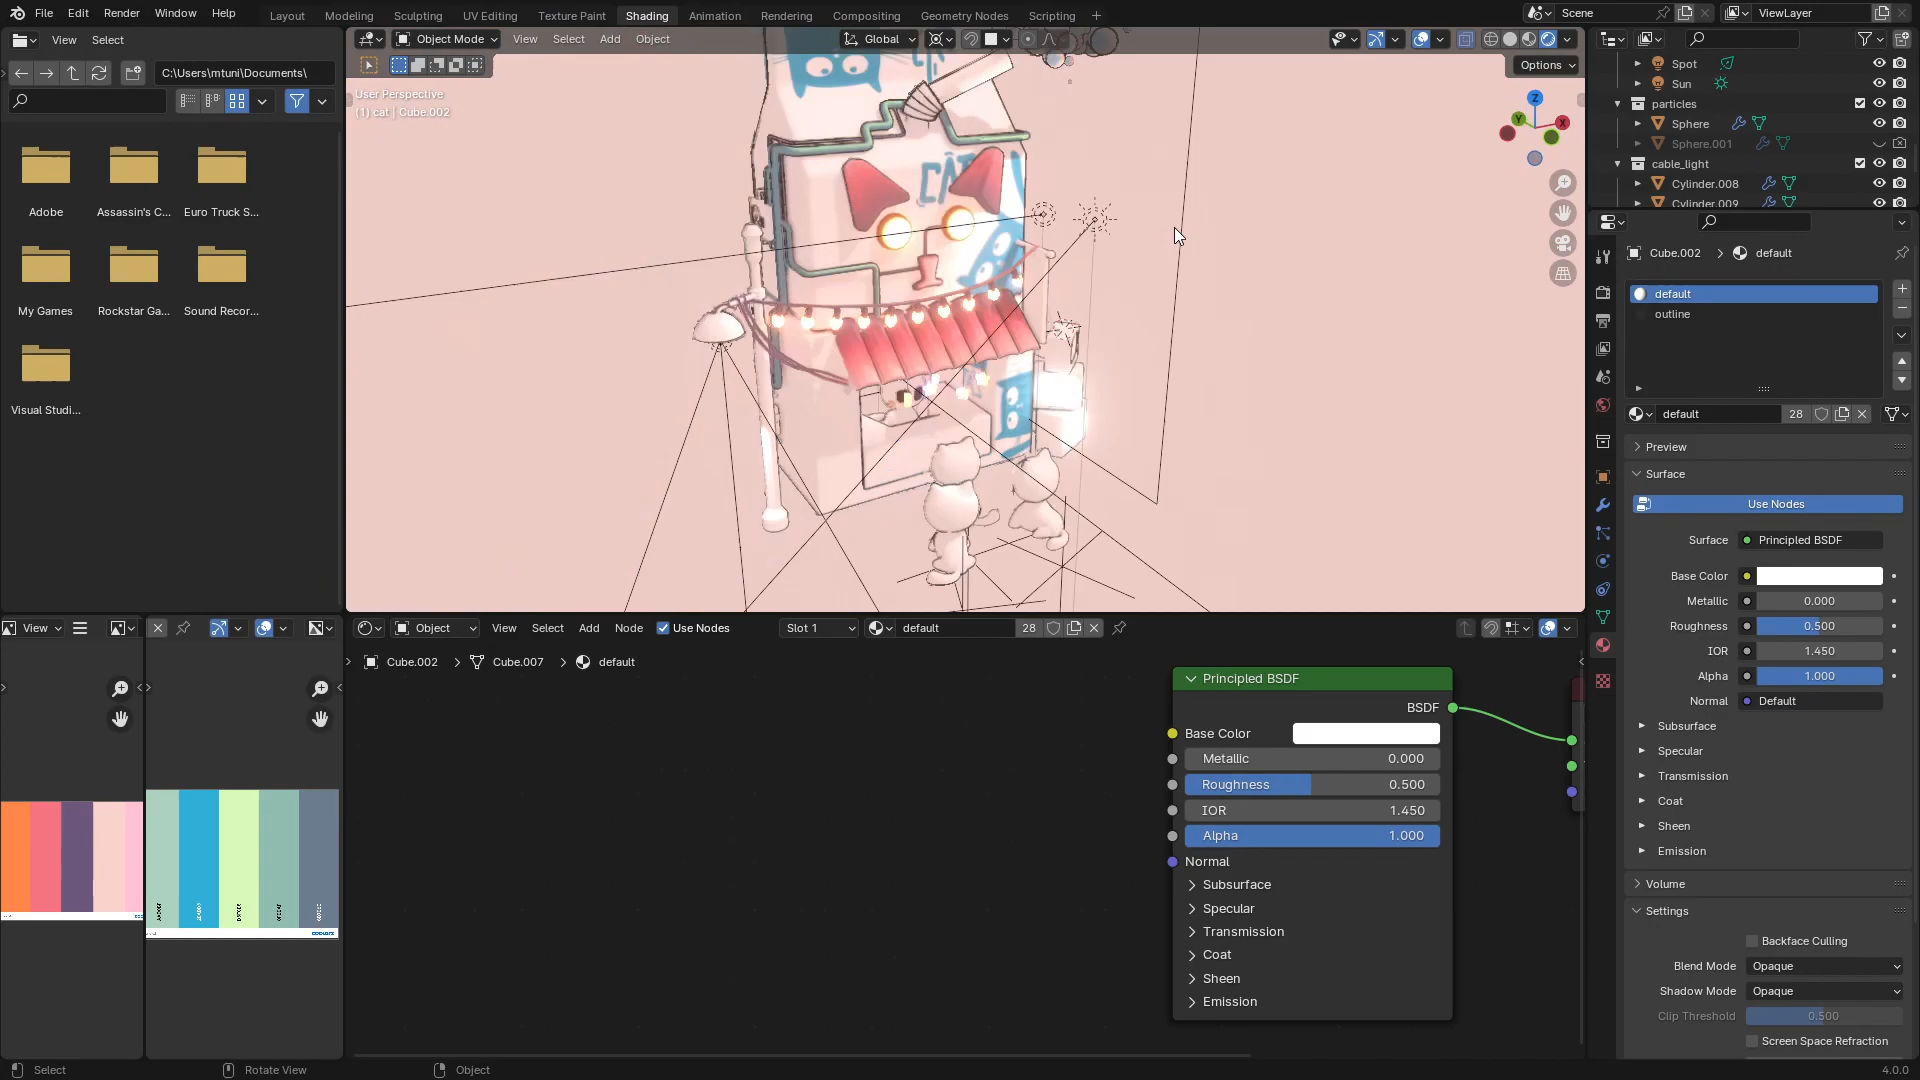 File Edit Render Window Help
Layout Modeling Sculpting UV Editing Texture Paint Shading Animation Rendering Compositing Geometry Nodes Scripting
Scene
ViewLayer
View Select
C:\Users\mtuni\Documents\
Adobe
Assassin's C...
Euro Truck S...
My Games
Rockstar Ga...
Sound Recor...
Visual Studi...
Object Mode View Select Add Object
Global
Options
User Perspective
(1) cat | Cube.002
X
Y
Z
CAT
Spot
Sun
particles
Sphere
Sphere.001
cable_light
Cylinder.008
Cylinder.009
Cube.002 default
default
outline
default 28
Preview
Surface
Use Nodes
Surface Principled BSDF
Base Color
Metallic 0.000
Roughness 0.500
IOR 1.450
Alpha 1.000
Normal Default
Subsurface
Specular
Transmission
Coat
Sheen
Emission
Volume
Settings
Backface Culling
Blend Mode Opaque
Shadow Mode Opaque
Clip Threshold 0.500
Screen Space Refraction
View
Object View Select Add Node Use Nodes Slot 1 default 28
Cube.002 Cube.007 default
Principled BSDF
BSDF
Base Color
Metallic 0.000
Roughness 0.500
IOR 1.450
Alpha 1.000
Normal
Subsurface
Specular
Transmission
Coat
Sheen
Emission
Select Rotate View Object 4.0.0